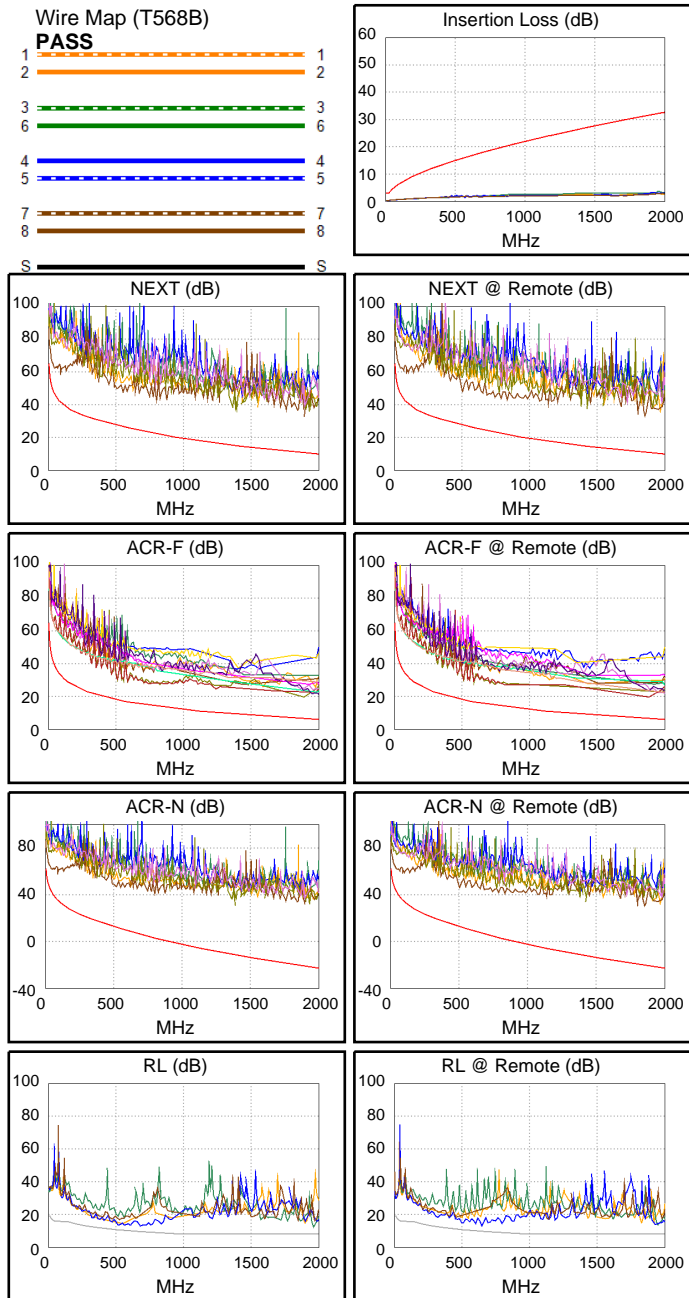 Wire Map (T568B)
PASS
1 1
2 2
3 3
6 6
4 4
5 5
7 7
8 8
S S
Insertion Loss (dB)
60
50
40
30
20
10
0
0 500 1000 1500 2000
MHz
NEXT (dB)
100
80
60
40
20
0
0 500 1000 1500 2000
MHz
NEXT @ Remote (dB)
100
80
60
40
20
0
0 500 1000 1500 2000
MHz
ACR-F (dB)
100
80
60
40
20
0
0 500 1000 1500 2000
MHz
ACR-F @ Remote (dB)
100
80
60
40
20
0
0 500 1000 1500 2000
MHz
ACR-N (dB)
80
40
0
-40
0 500 1000 1500 2000
MHz
ACR-N @ Remote (dB)
80
40
0
-40
0 500 1000 1500 2000
MHz
RL (dB)
100
80
60
40
20
0
0 500 1000 1500 2000
MHz
RL @ Remote (dB)
100
80
60
40
20
0
0 500 1000 1500 2000
MHz